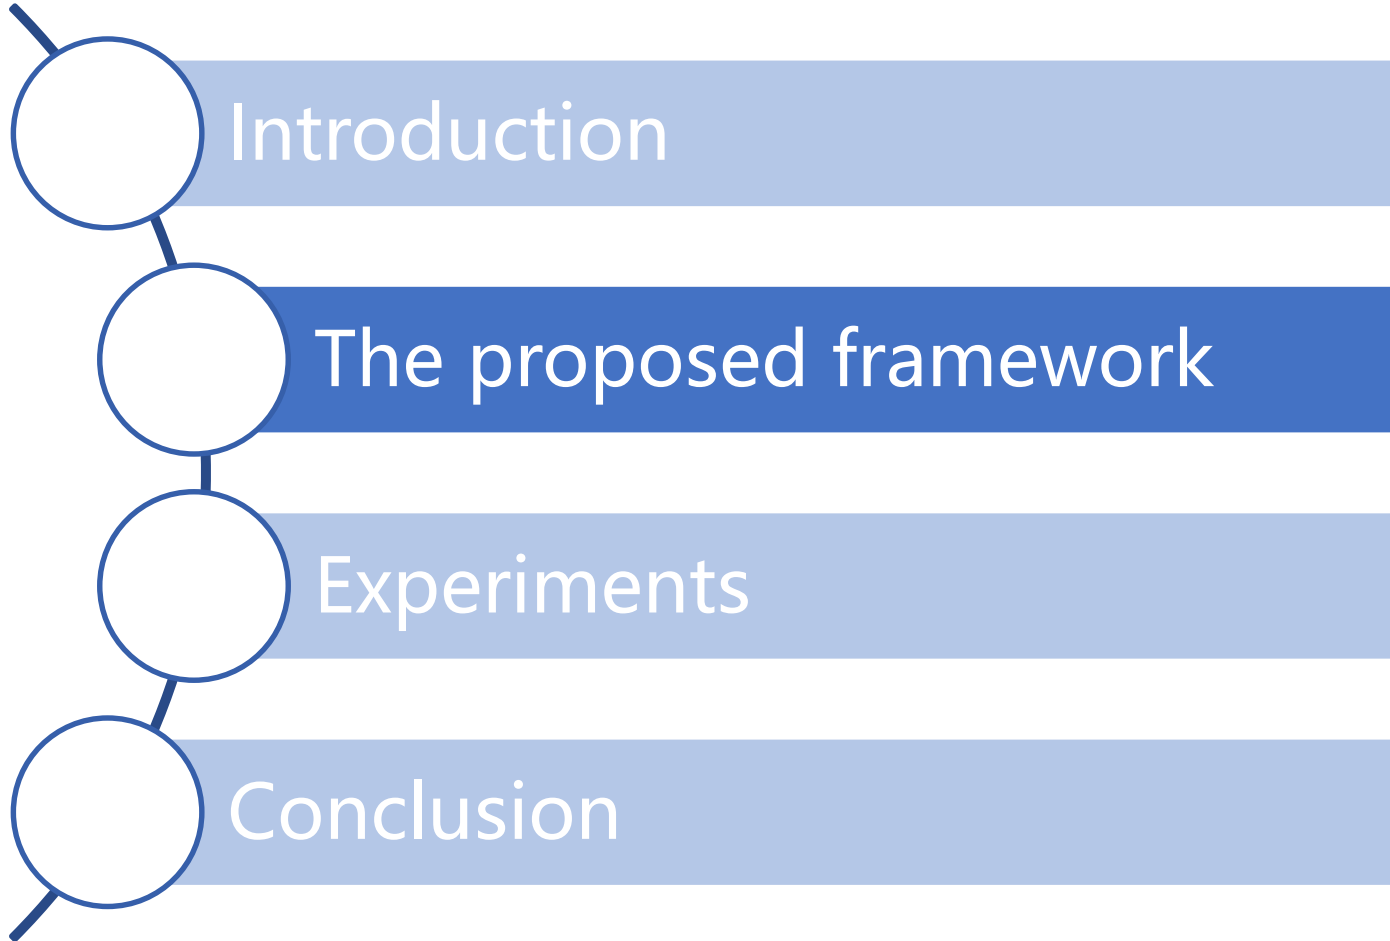 Introduction
The proposed framework
Experiments
Conclusion